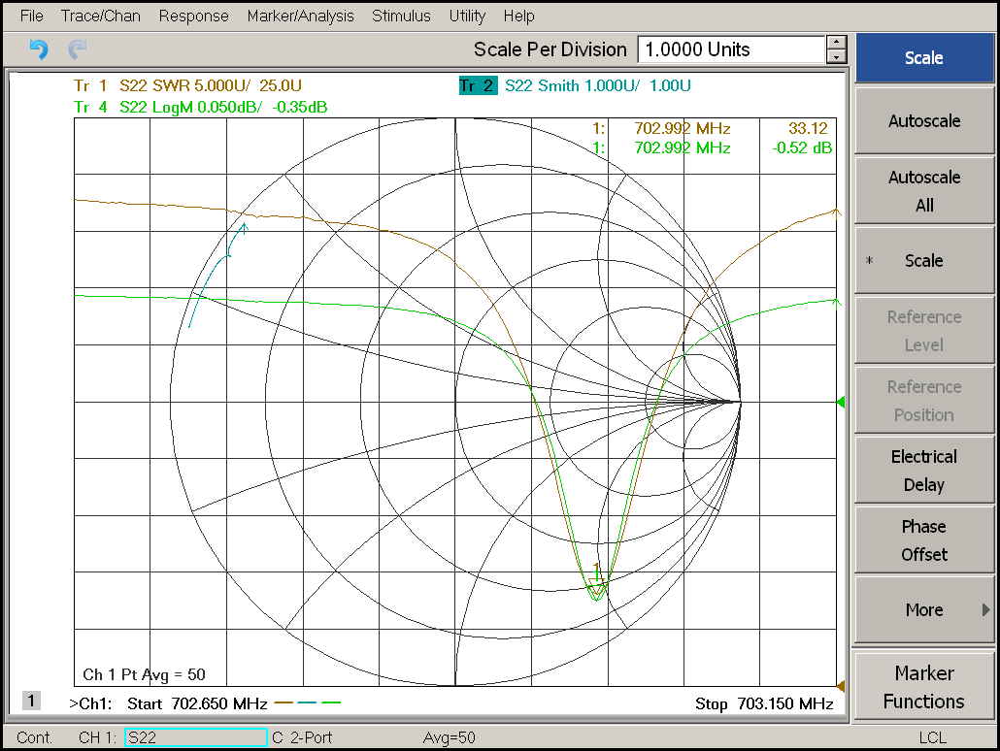 File Trace/Chan Response Marker/Analysis Stimulus Utility Help
Scale Per Division 1.0000 Units
Scale
Tr 1 S22 SWR 5.000U/ 25.0U
Tr 2 S22 Smith 1.000U/ 1.00U
Tr 4 S22 LogM 0.050dB/ -0.35dB
1: 702.992 MHz 33.12
1: 702.992 MHz -0.52 dB
1
Ch 1 Pt Avg = 50
1 >Ch1: Start 702.650 MHz Stop 703.150 MHz
Autoscale
Autoscale
All
* Scale
Reference
Level
Reference
Position
Electrical
Delay
Phase
Offset
More
Marker
Functions
Cont. CH 1: S22 C 2-Port Avg=50 LCL